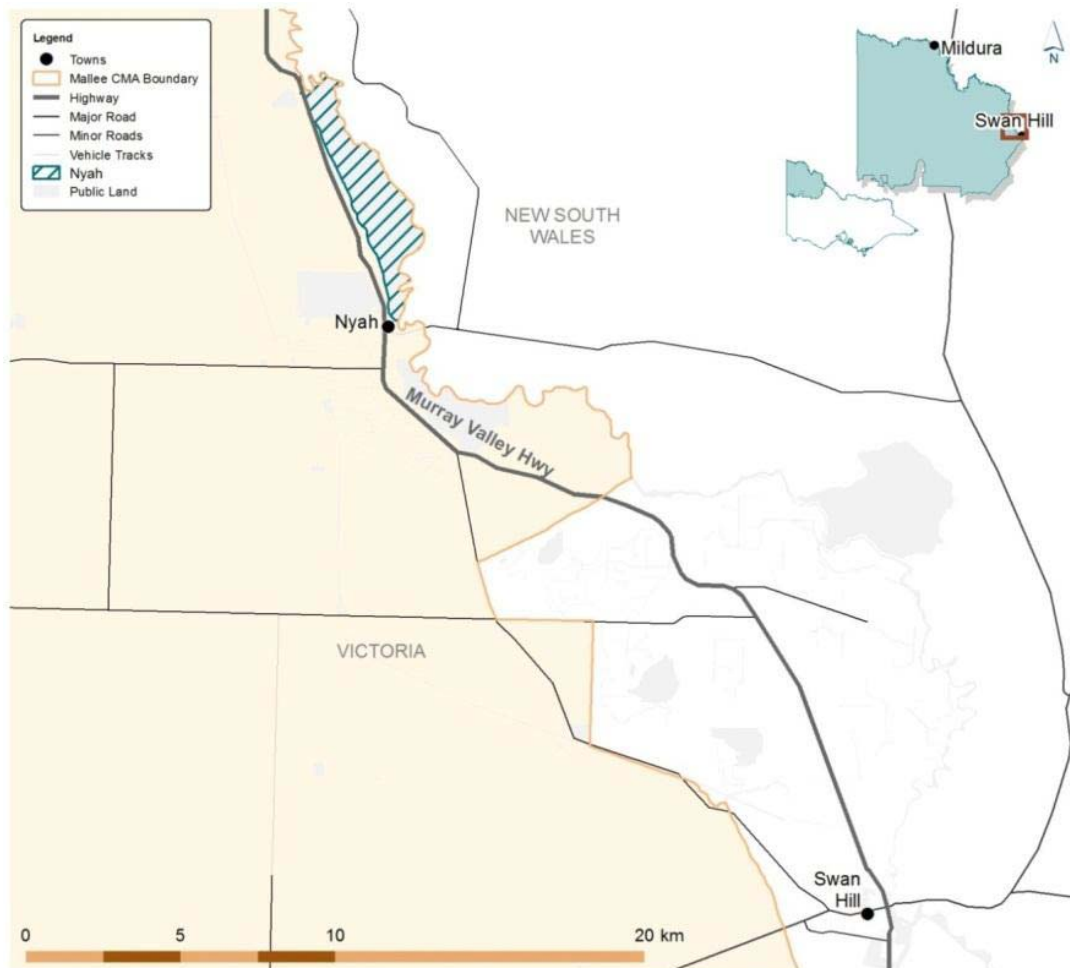 Legend
Towns
Mallee CMA Boundary
Highway
Major Road
Minor Roads
Vehicle Tracks
Nyah
Public Land
Mildura
N
Swan Hill
NEW SOUTH
WALES
Nyah
Murray Valley Hwy
VICTORIA
Swan
Hill
0 5 10 20 km